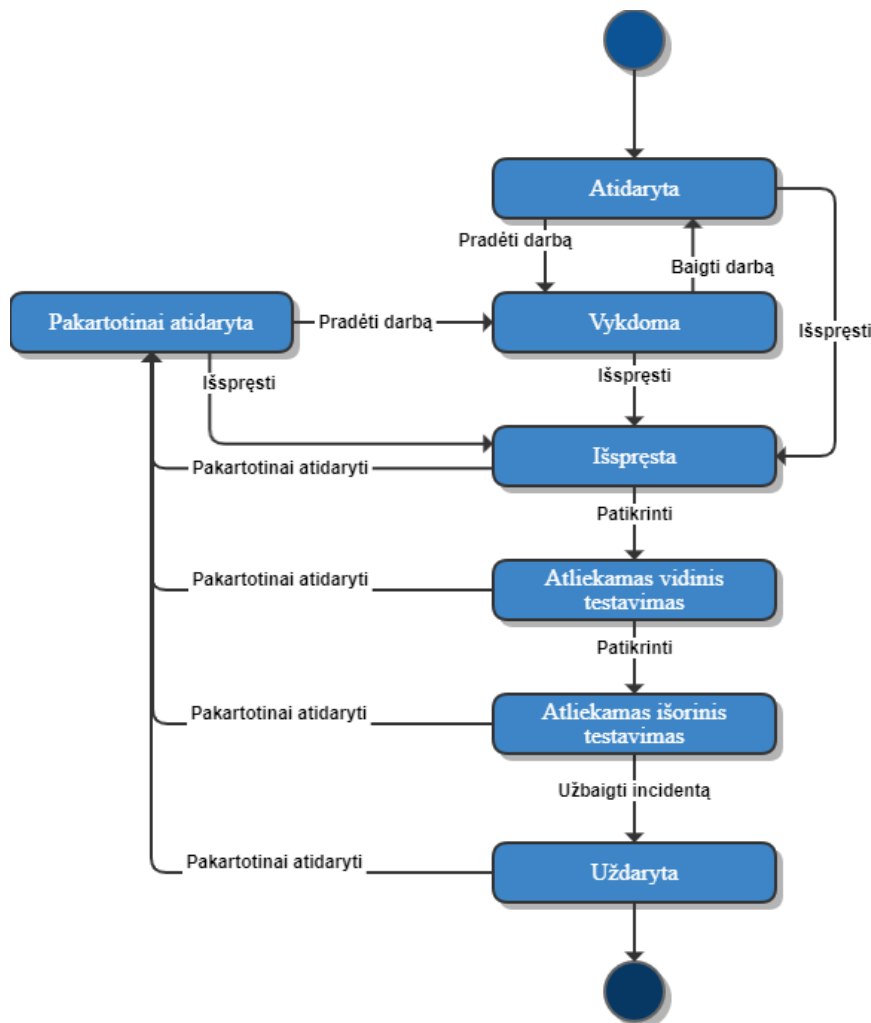 Atidaryta
Pradėti darbą
Baigti darbą
Pakartotinai atidaryta
Pradėti darbą
Vykdoma
Išspręsti
Išspręsti
Išspręsti
Išspręsta
Pakartotinai atidaryti
Patikrinti
Pakartotinai atidaryti
Atliekamas vidinis
testavimas
Patikrinti
Pakartotinai atidaryti
Atliekamas išorinis
testavimas
Užbaigti incidentą
Pakartotinai atidaryti
Uždaryta